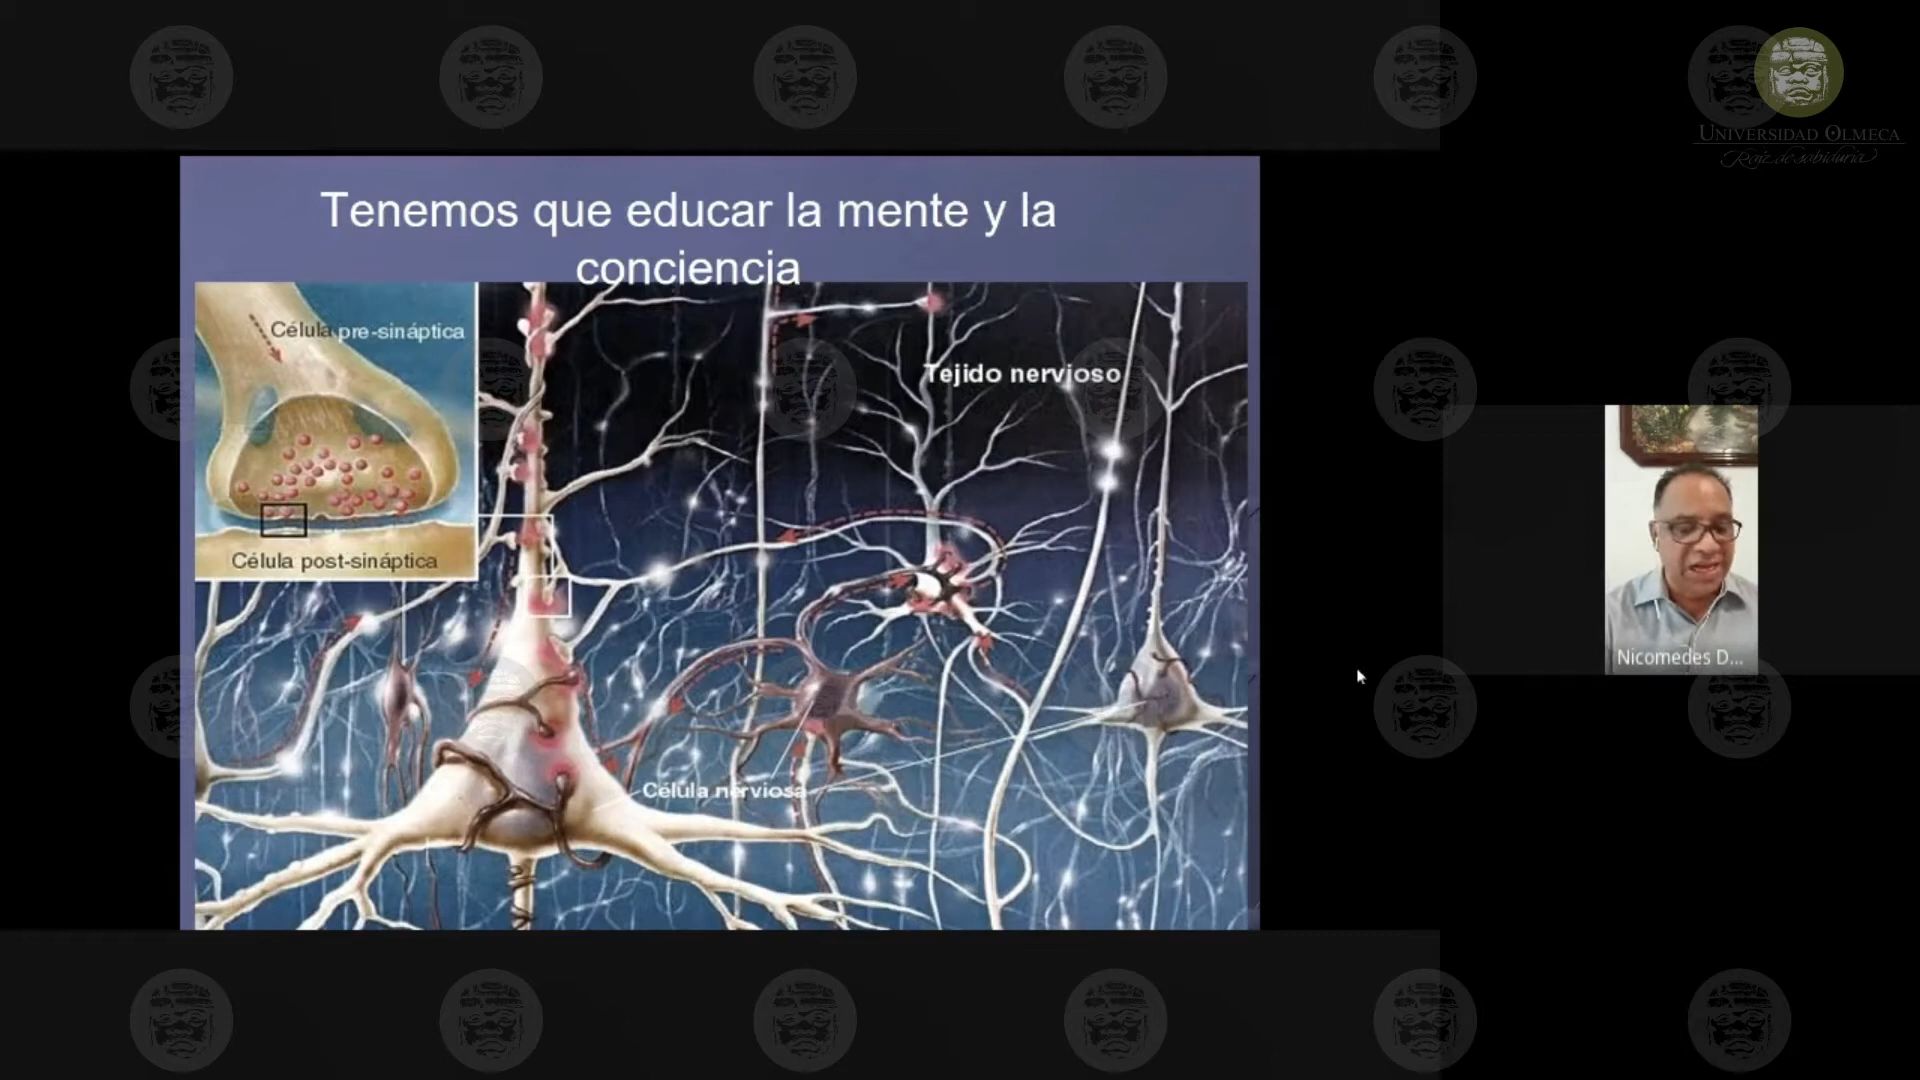 UNIVERSIDAD OLMECA
Raíz de sabiduría
Tenemos que educar la mente y la
conciencia
Célula pre-sináptica
Tejido nervioso
Célula post-sináptica
Célula nerviosa
Nicomedes D...